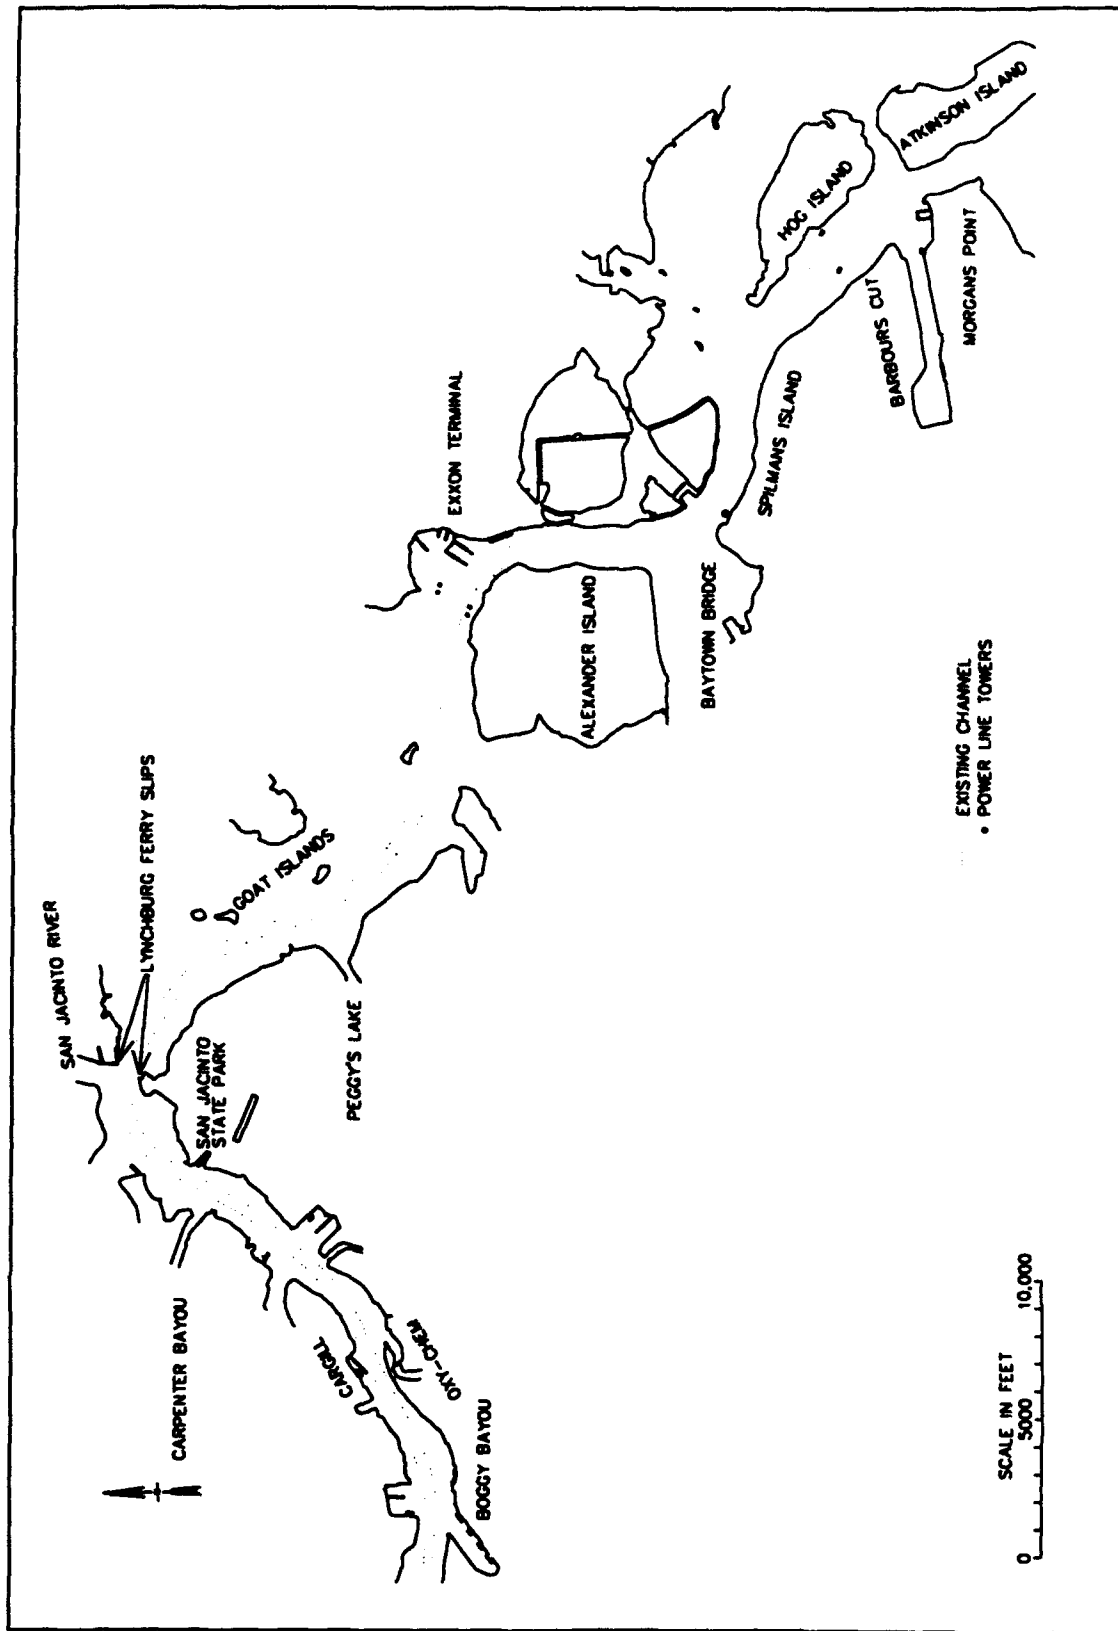 SAN JACINTO RIVER
LYNCHBURG FERRY SLIPS
CARPENTER BAYOU
SAN JACINTO
STATE PARK
GOAT ISLANDS
PEGGY'S LAKE
CARGILL
OXY-CHEM
BOGGY BAYOU
EXXON TERMINAL
ALEXANDER ISLAND
BAYTOWN BRIDGE
SPILMANS ISLAND
HOG ISLAND
ATKINSON ISLAND
BARBOURS CUT
MORGANS POINT
EXISTING CHANNEL
• POWER LINE TOWERS
SCALE IN FEET
0 5000 10,000